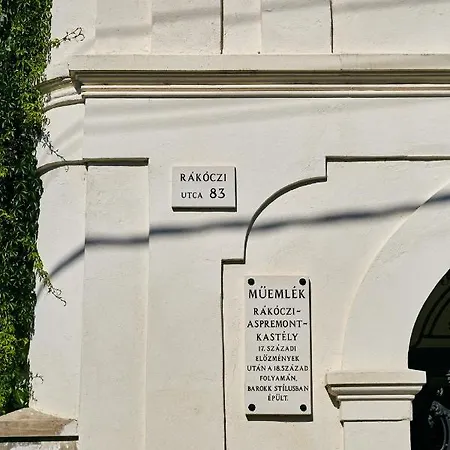 RÁKÓCZI
UTCA 83
MŰEMLÉK
RÁKÓCZI-
ASPREMONT-
KASTÉLY
17. SZÁZADI
ELŐZMÉNYEK
UTÁN A 18. SZÁZAD
FOLYAMÁN,
BAROKK STÍLUSBAN
ÉPÜLT.